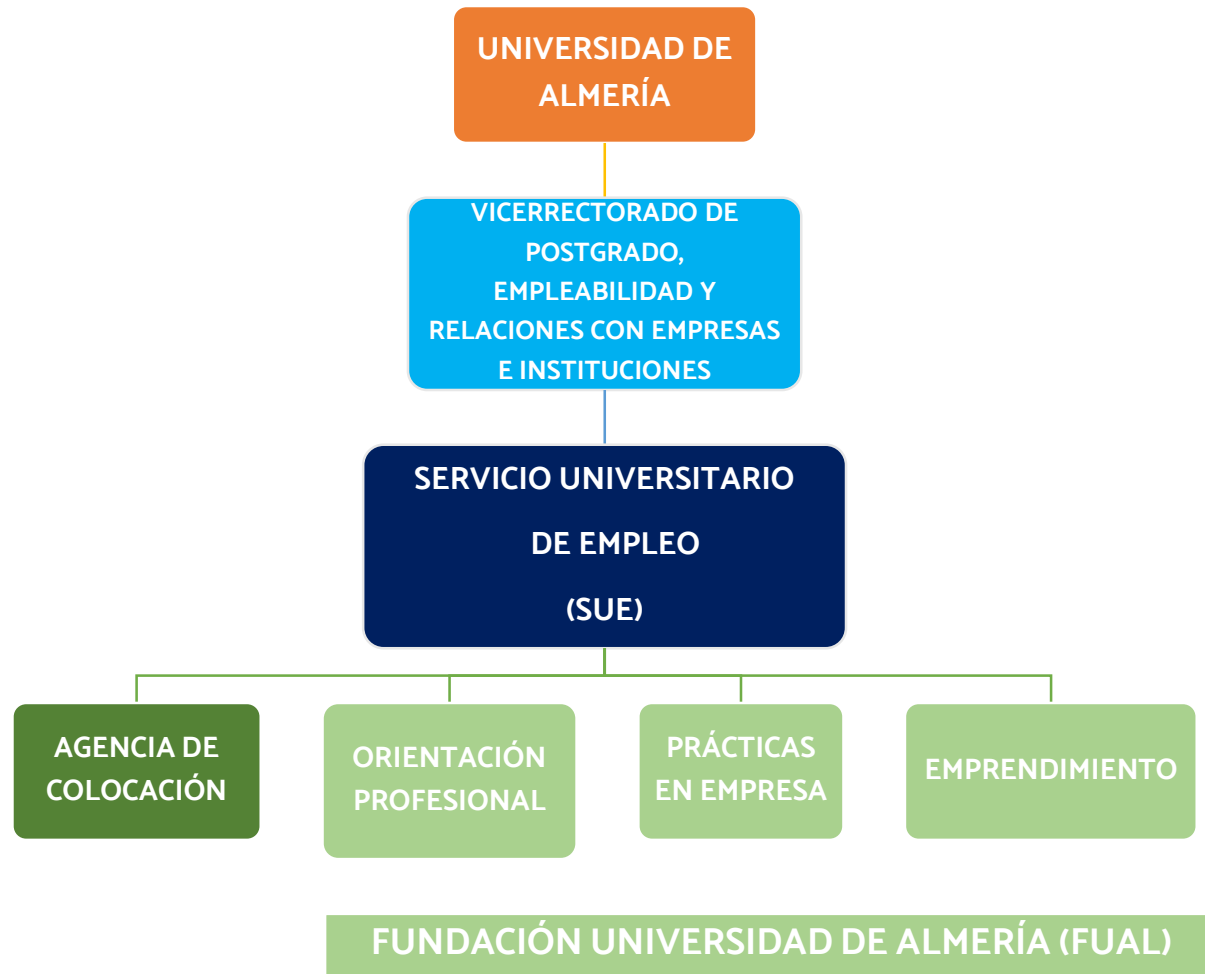 UNIVERSIDAD DE
ALMERÍA
VICERRECTORADO DE
POSTGRADO,
EMPLEABILIDAD Y
RELACIONES CON EMPRESAS
E INSTITUCIONES
SERVICIO UNIVERSITARIO
DE EMPLEO
(SUE)
AGENCIA DE
COLOCACIÓN
ORIENTACIÓN
PROFESIONAL
PRÁCTICAS
EN EMPRESA
EMPRENDIMIENTO
FUNDACIÓN UNIVERSIDAD DE ALMERÍA (FUAL)